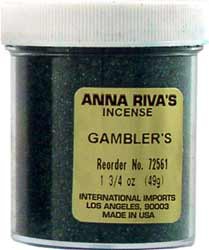 ANNA RIVA'S
INCENSE
GAMBLER'S
Reorder No. 72561
1 3/4 oz (49g)
INTERNATIONAL IMPORTS
LOS ANGELES, 90003
MADE IN USA